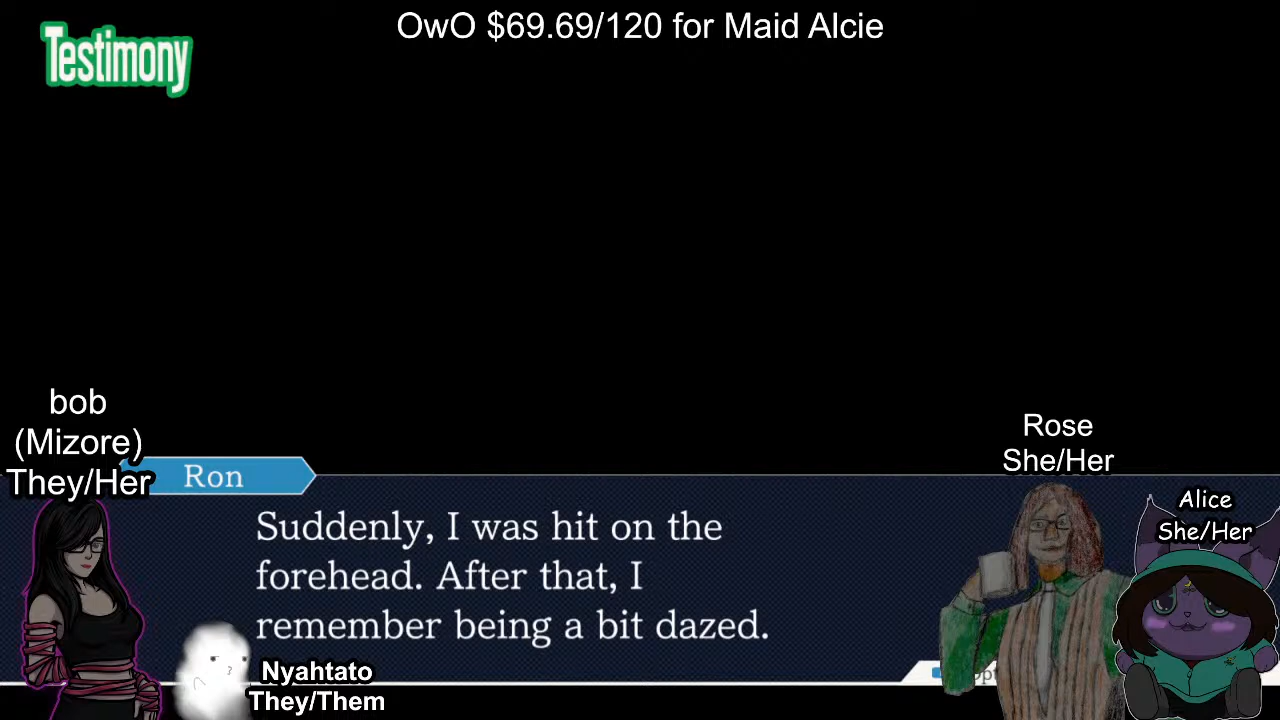 Testimony
OwO $69.69/120 for Maid Alcie
bob
(Mizore)
They/Her
Ron
Suddenly, I was hit on the
forehead. After that, I
remember being a bit dazed.
Nyahtato
They/Them
Rose
She/Her
Alice
She/Her